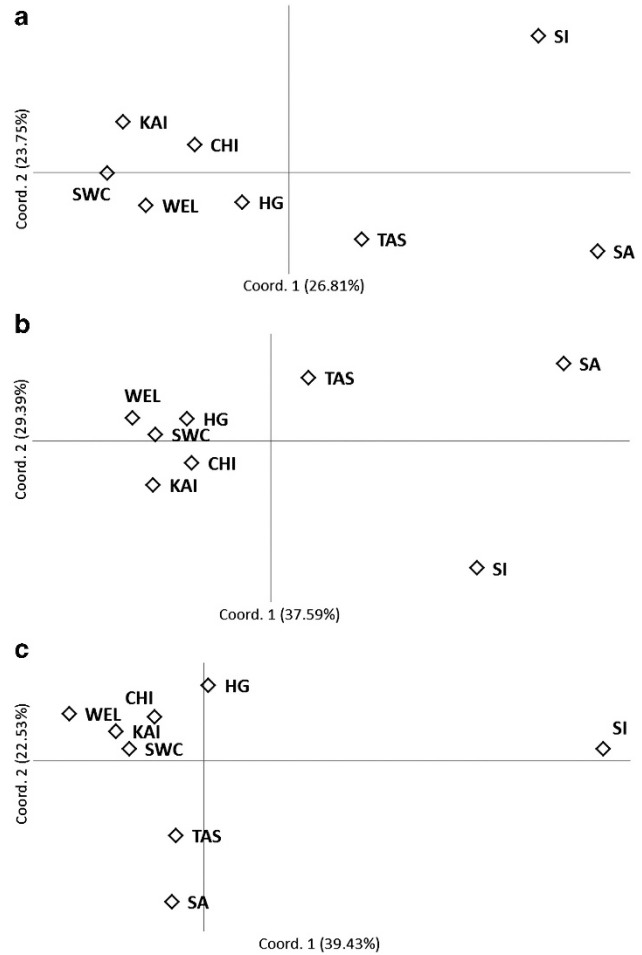 a
SI
KAI
CHI
SWC
WEL
HG
TAS
SA
Coord. 2 (23.75%)
Coord. 1 (26.81%)
b
TAS
SA
WEL
HG
SWC
CHI
KAI
SI
Coord. 2 (29.39%)
Coord. 1 (37.59%)
c
HG
CHI
WEL
KAI
SWC
SI
TAS
SA
Coord. 2 (22.53%)
Coord. 1 (39.43%)